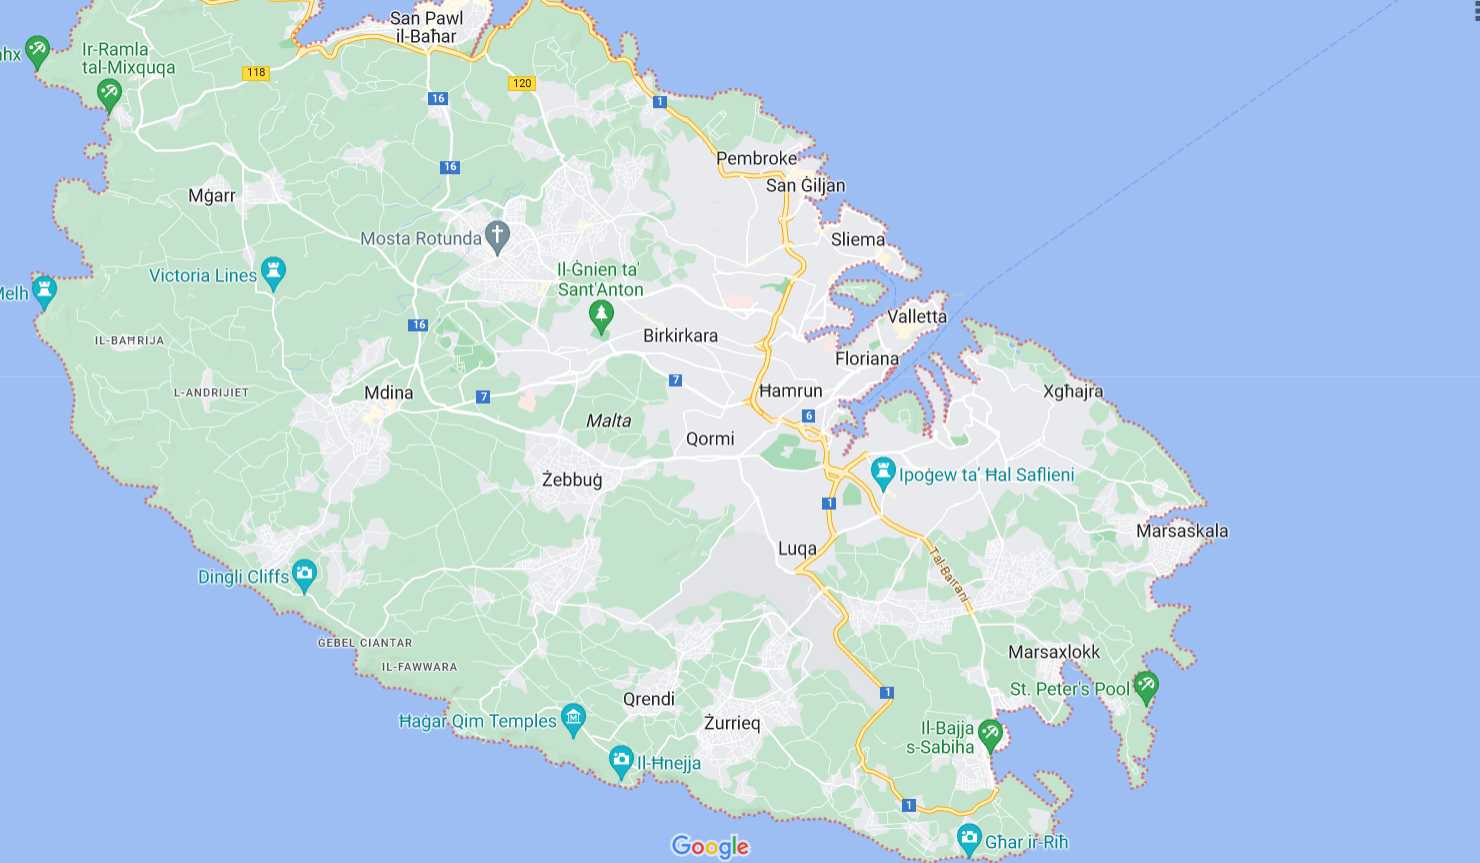 San Pawl
il-Baħar
Ir-Ramla
tal-Mixquqa
118
120
16
1
16
Pembroke
San Ġiljan
Mġarr
Mosta Rotunda
Sliema
Victoria Lines
Il-Ġnien ta'
Sant'Anton
Melħ
16
Valletta
Birkirkara
IL-BAĦRIJA
Floriana
7
L-ANDRIJIET
Mdina
7
Ħamrun
Xgħajra
6
Malta
Qormi
Żebbuġ
Ipoġew ta’ Ħal Saflieni
1
Marsaskala
Luqa
Tal-Barrani
Dingli Cliffs
ĠEBEL CIANTAR
IL-FAWWARA
Marsaxlokk
St. Peter's Pool
1
Qrendi
Ħaġar Qim Temples
Żurrieq
Il-Bajja
s-Sabiħa
Il-Ħnejja
1
Google
Għar ir-Riħ